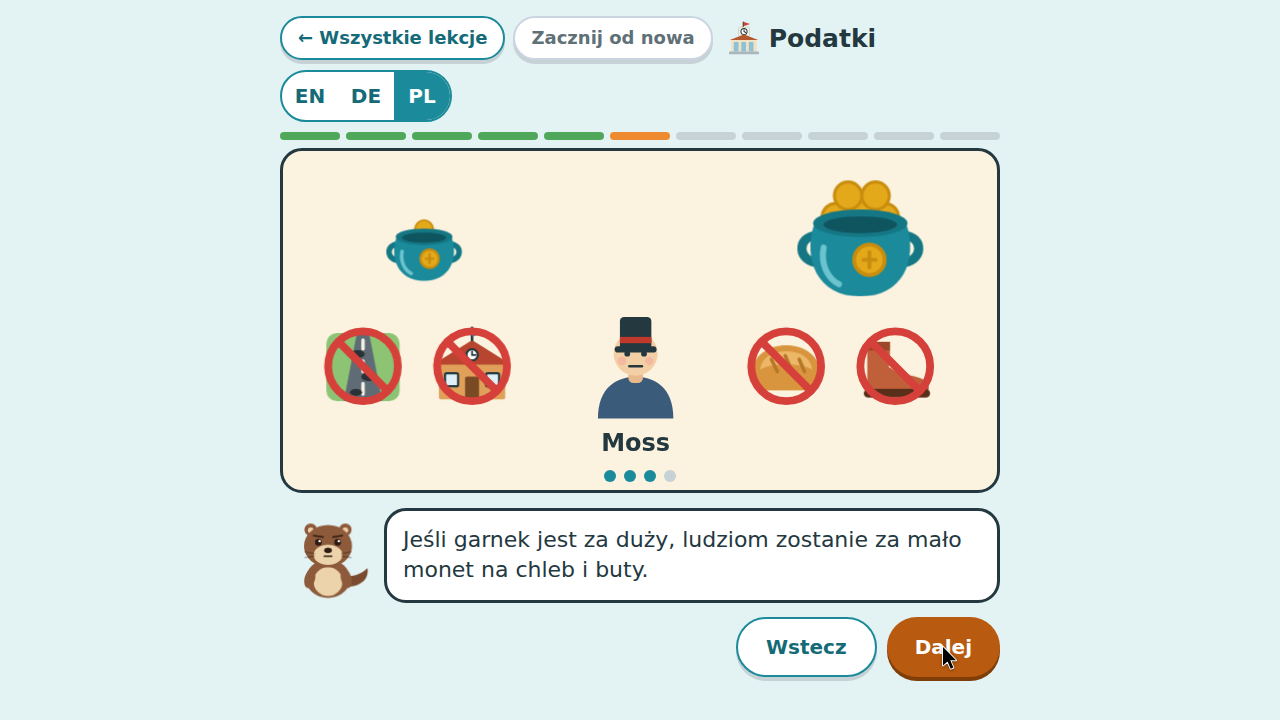 ← Wszystkie lekcje
Zacznij od nowa
Podatki
EN DE PL
Moss
Jeśli garnek jest za duży, ludziom zostanie za mało
monet na chleb i buty.
Wstecz
Dalej